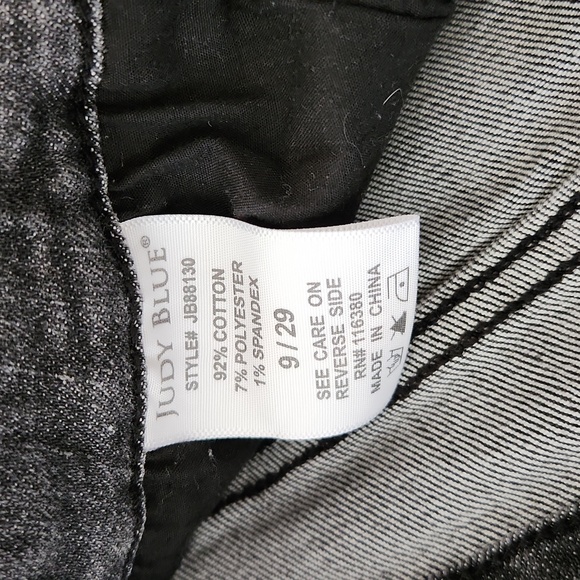 JUDY BLUE®
STYLE# JB88130
92% COTTON
7% POLYESTER
1% SPANDEX
9 / 29
SEE CARE ON
REVERSE SIDE
RN# 116380
MADE IN CHINA